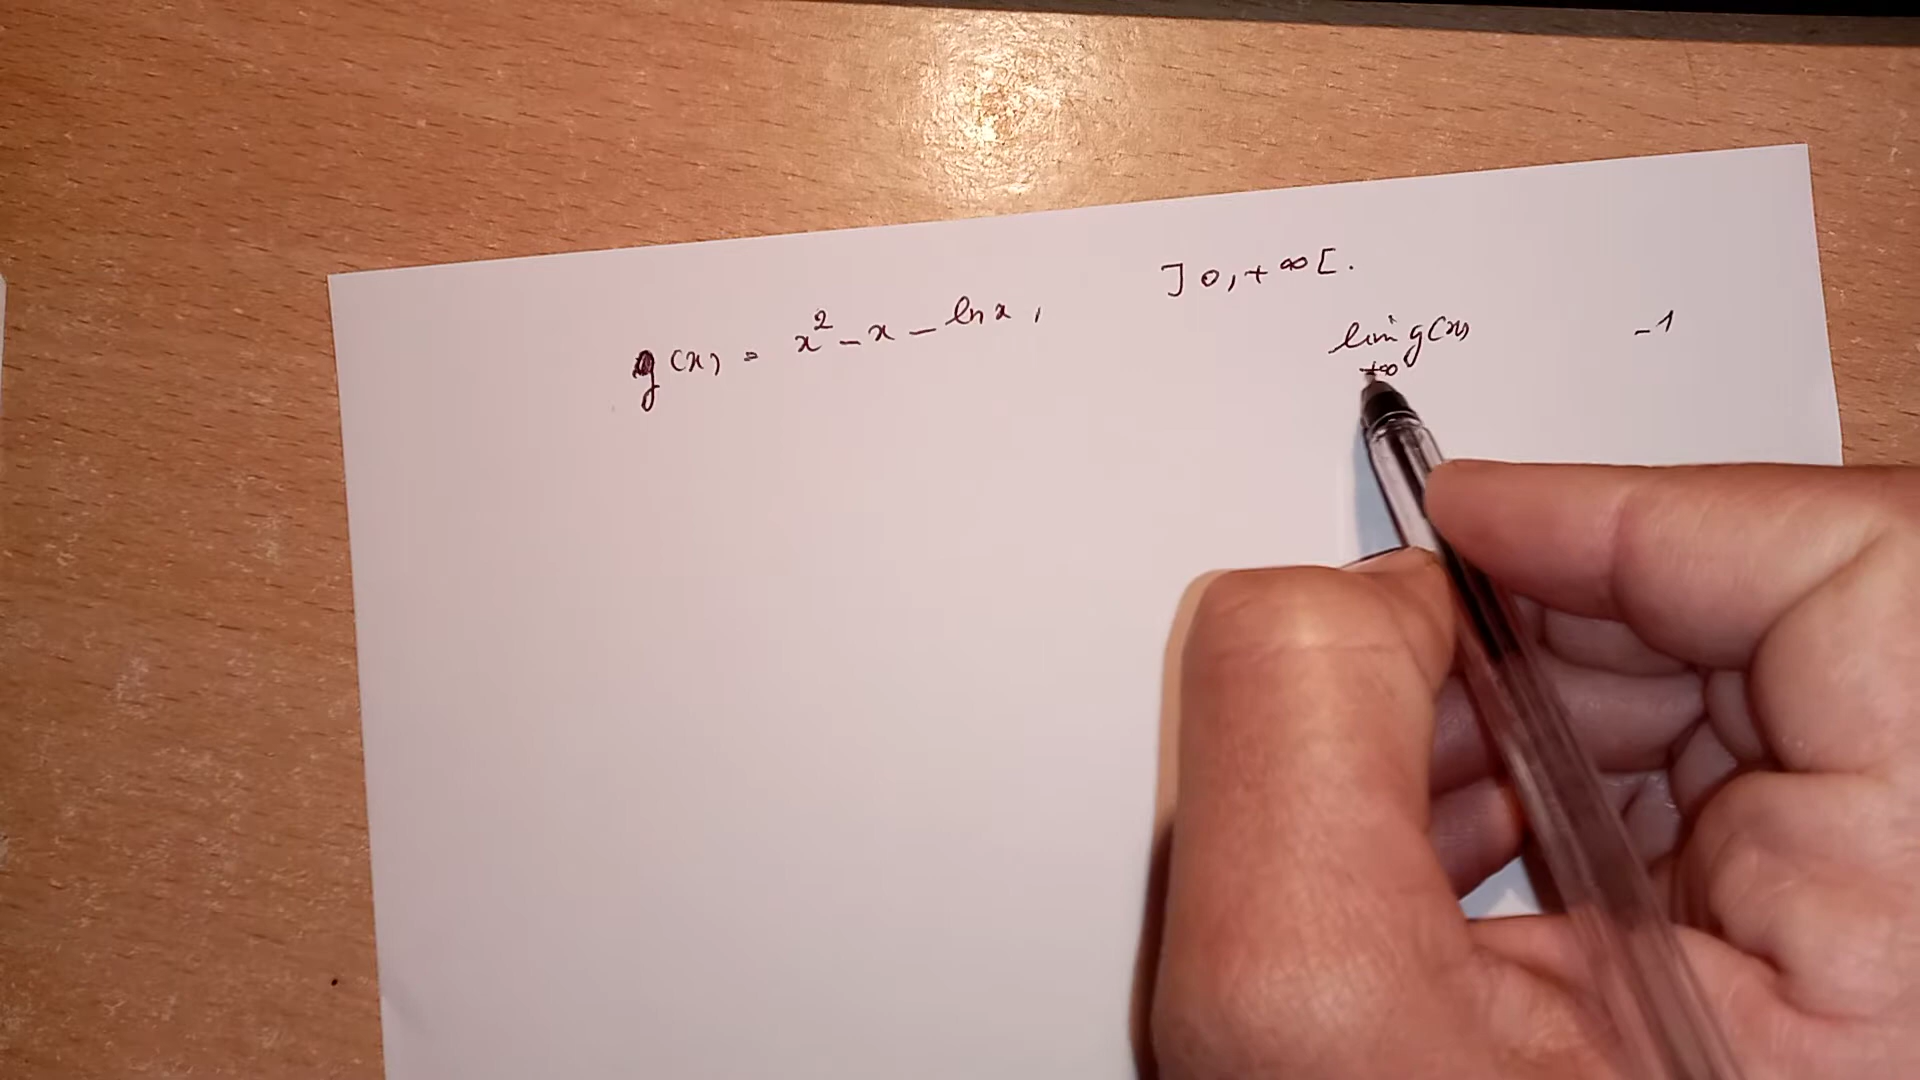 g(x) = x² - x - ln x, ]0,+∞[.
lim g(x) -1
+∞